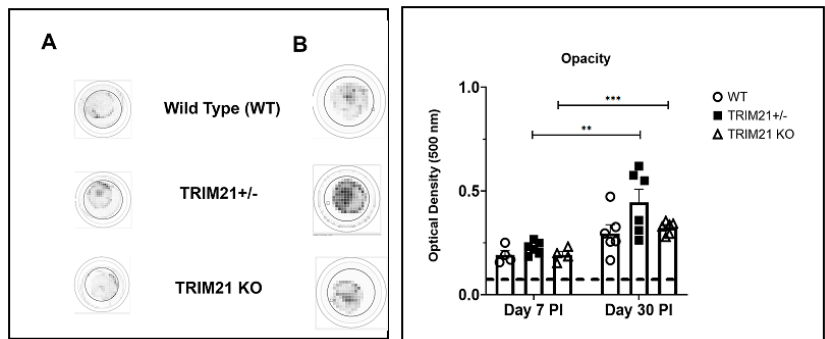 A
B
Wild Type (WT)
TRIM21+/-
TRIM21 KO
Opacity
1.0
0.5
0.0
Optical Density (500 nm)
***
**
WT
TRIM21+/-
TRIM21 KO
Day 7 PI
Day 30 PI